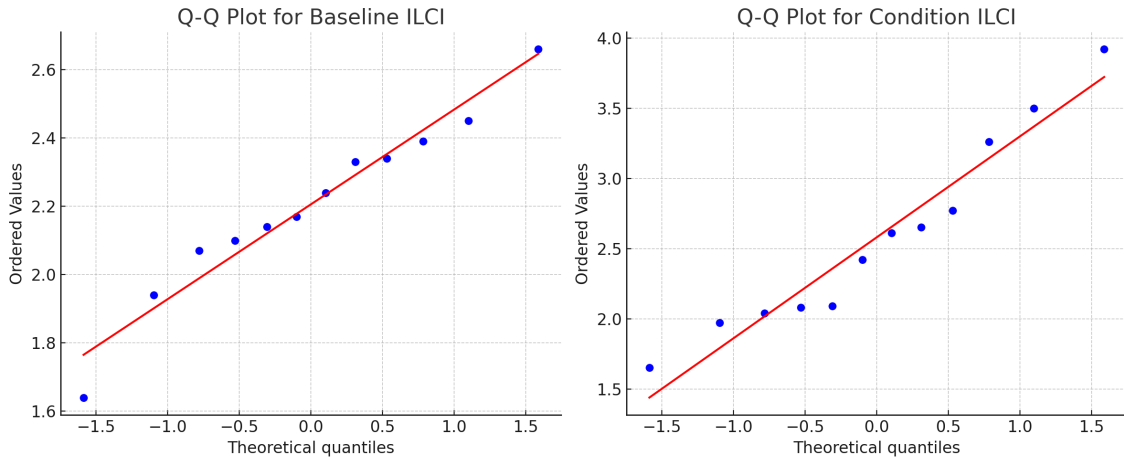 Q-Q Plot for Baseline ILCI
Ordered Values
2.6
2.4
2.2
2.0
1.8
1.6
−1.5 −1.0 −0.5 0.0 0.5 1.0 1.5
Theoretical quantiles
Q-Q Plot for Condition ILCI
Ordered Values
4.0
3.5
3.0
2.5
2.0
1.5
−1.5 −1.0 −0.5 0.0 0.5 1.0 1.5
Theoretical quantiles